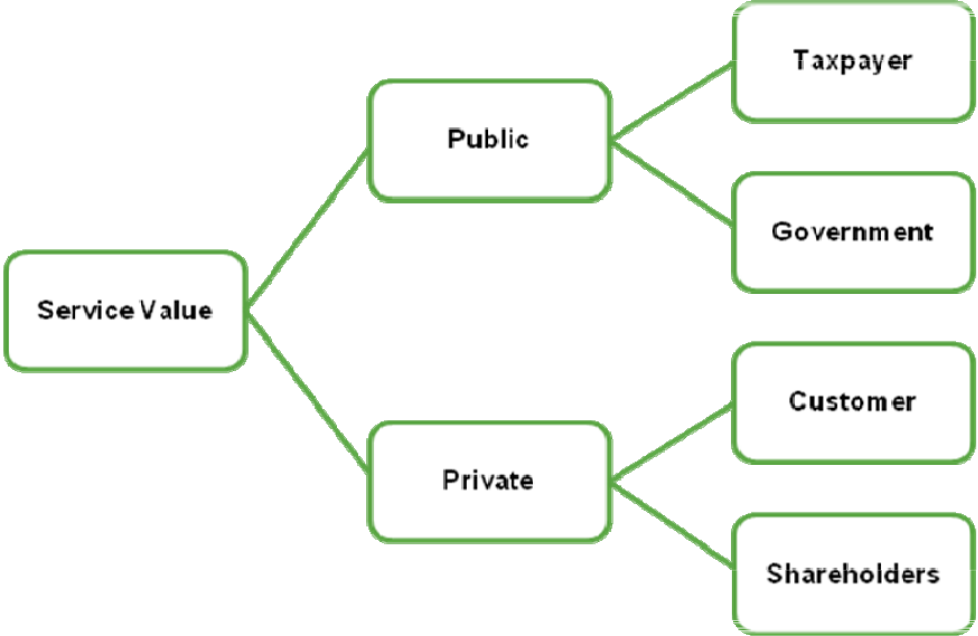 Service Value
Public
Private
Taxpayer
Government
Customer
Shareholders